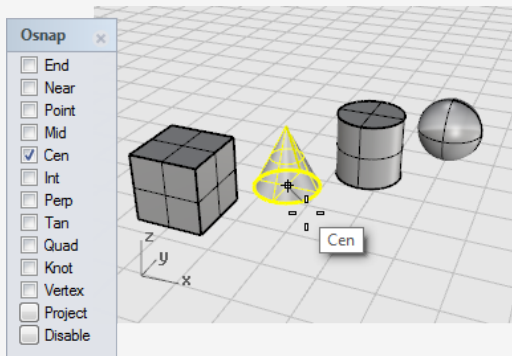 Osnap
End
Near
Point
Mid
Cen
Int
Perp
Tan
Quad
Knot
Vertex
Project
Disable
z
y
x
Cen